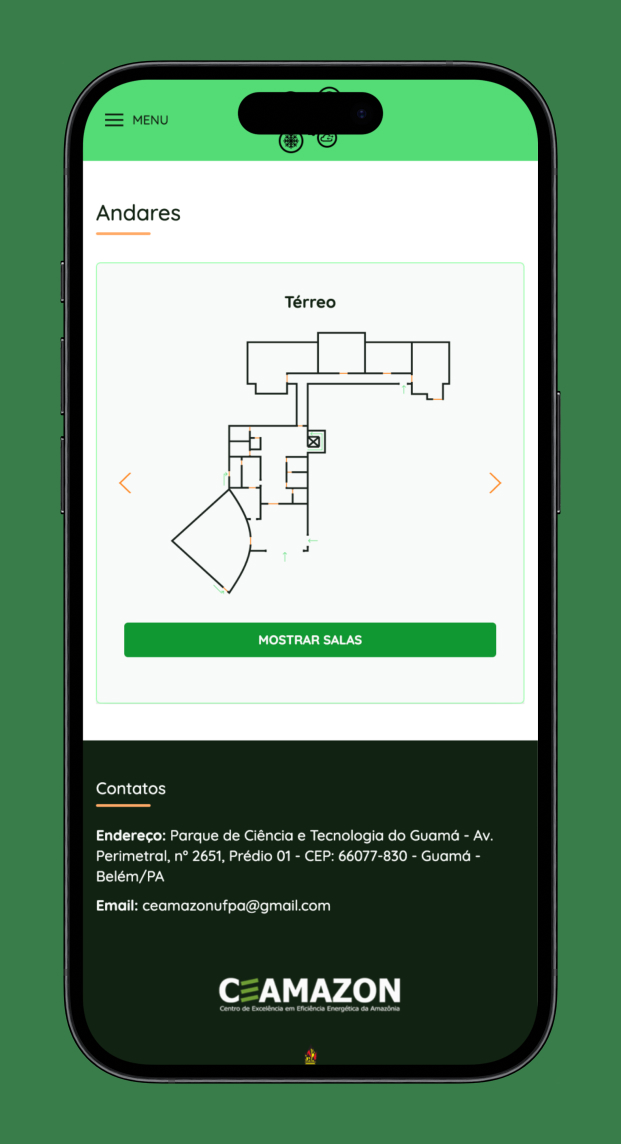 MENU
Andares
Térreo
MOSTRAR SALAS
Contatos
Endereço: Parque de Ciência e Tecnologia do Guamá - Av.
Perimetral, nº 2651, Prédio 01 - CEP: 66077-830 - Guamá -
Belém/PA
Email: ceamazonufpa@gmail.com
CEAMAZON
Centro de Excelência em Eficiência Energética da Amazônia